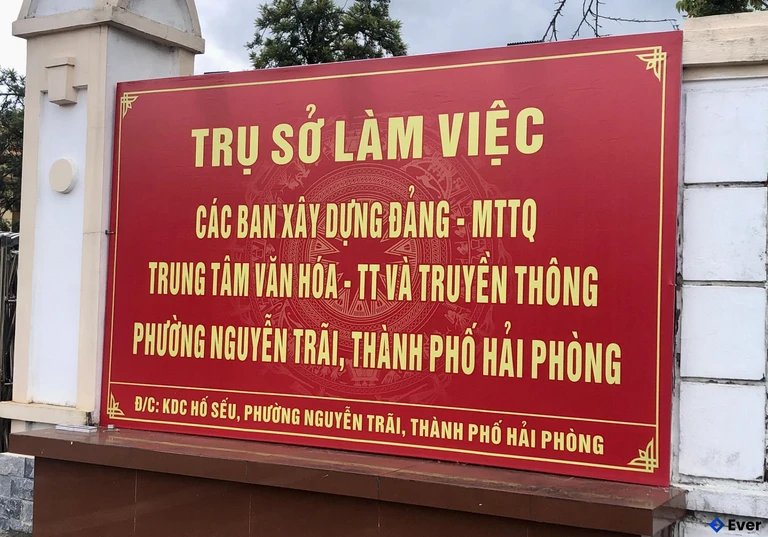 TRỤ SỞ LÀM VIỆC
CÁC BAN XÂY DỰNG ĐẢNG - MTTQ
TRUNG TÂM VĂN HÓA - TT VÀ TRUYỀN THÔNG
PHƯỜNG NGUYỄN TRÃI, THÀNH PHỐ HẢI PHÒNG
Đ/C: KDC HỐ SẾU, PHƯỜNG NGUYỄN TRÃI, THÀNH PHỐ HẢI PHÒNG
Ever